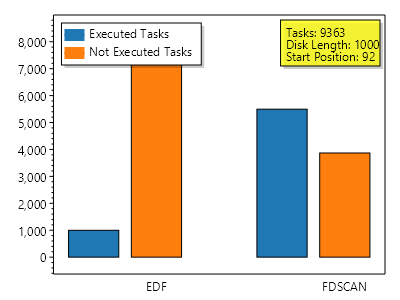 Executed Tasks
Not Executed Tasks
Tasks: 9363
Disk Length: 1000
Start Position: 92
8,000
7,000
6,000
5,000
4,000
3,000
2,000
1,000
0
EDF FDSCAN